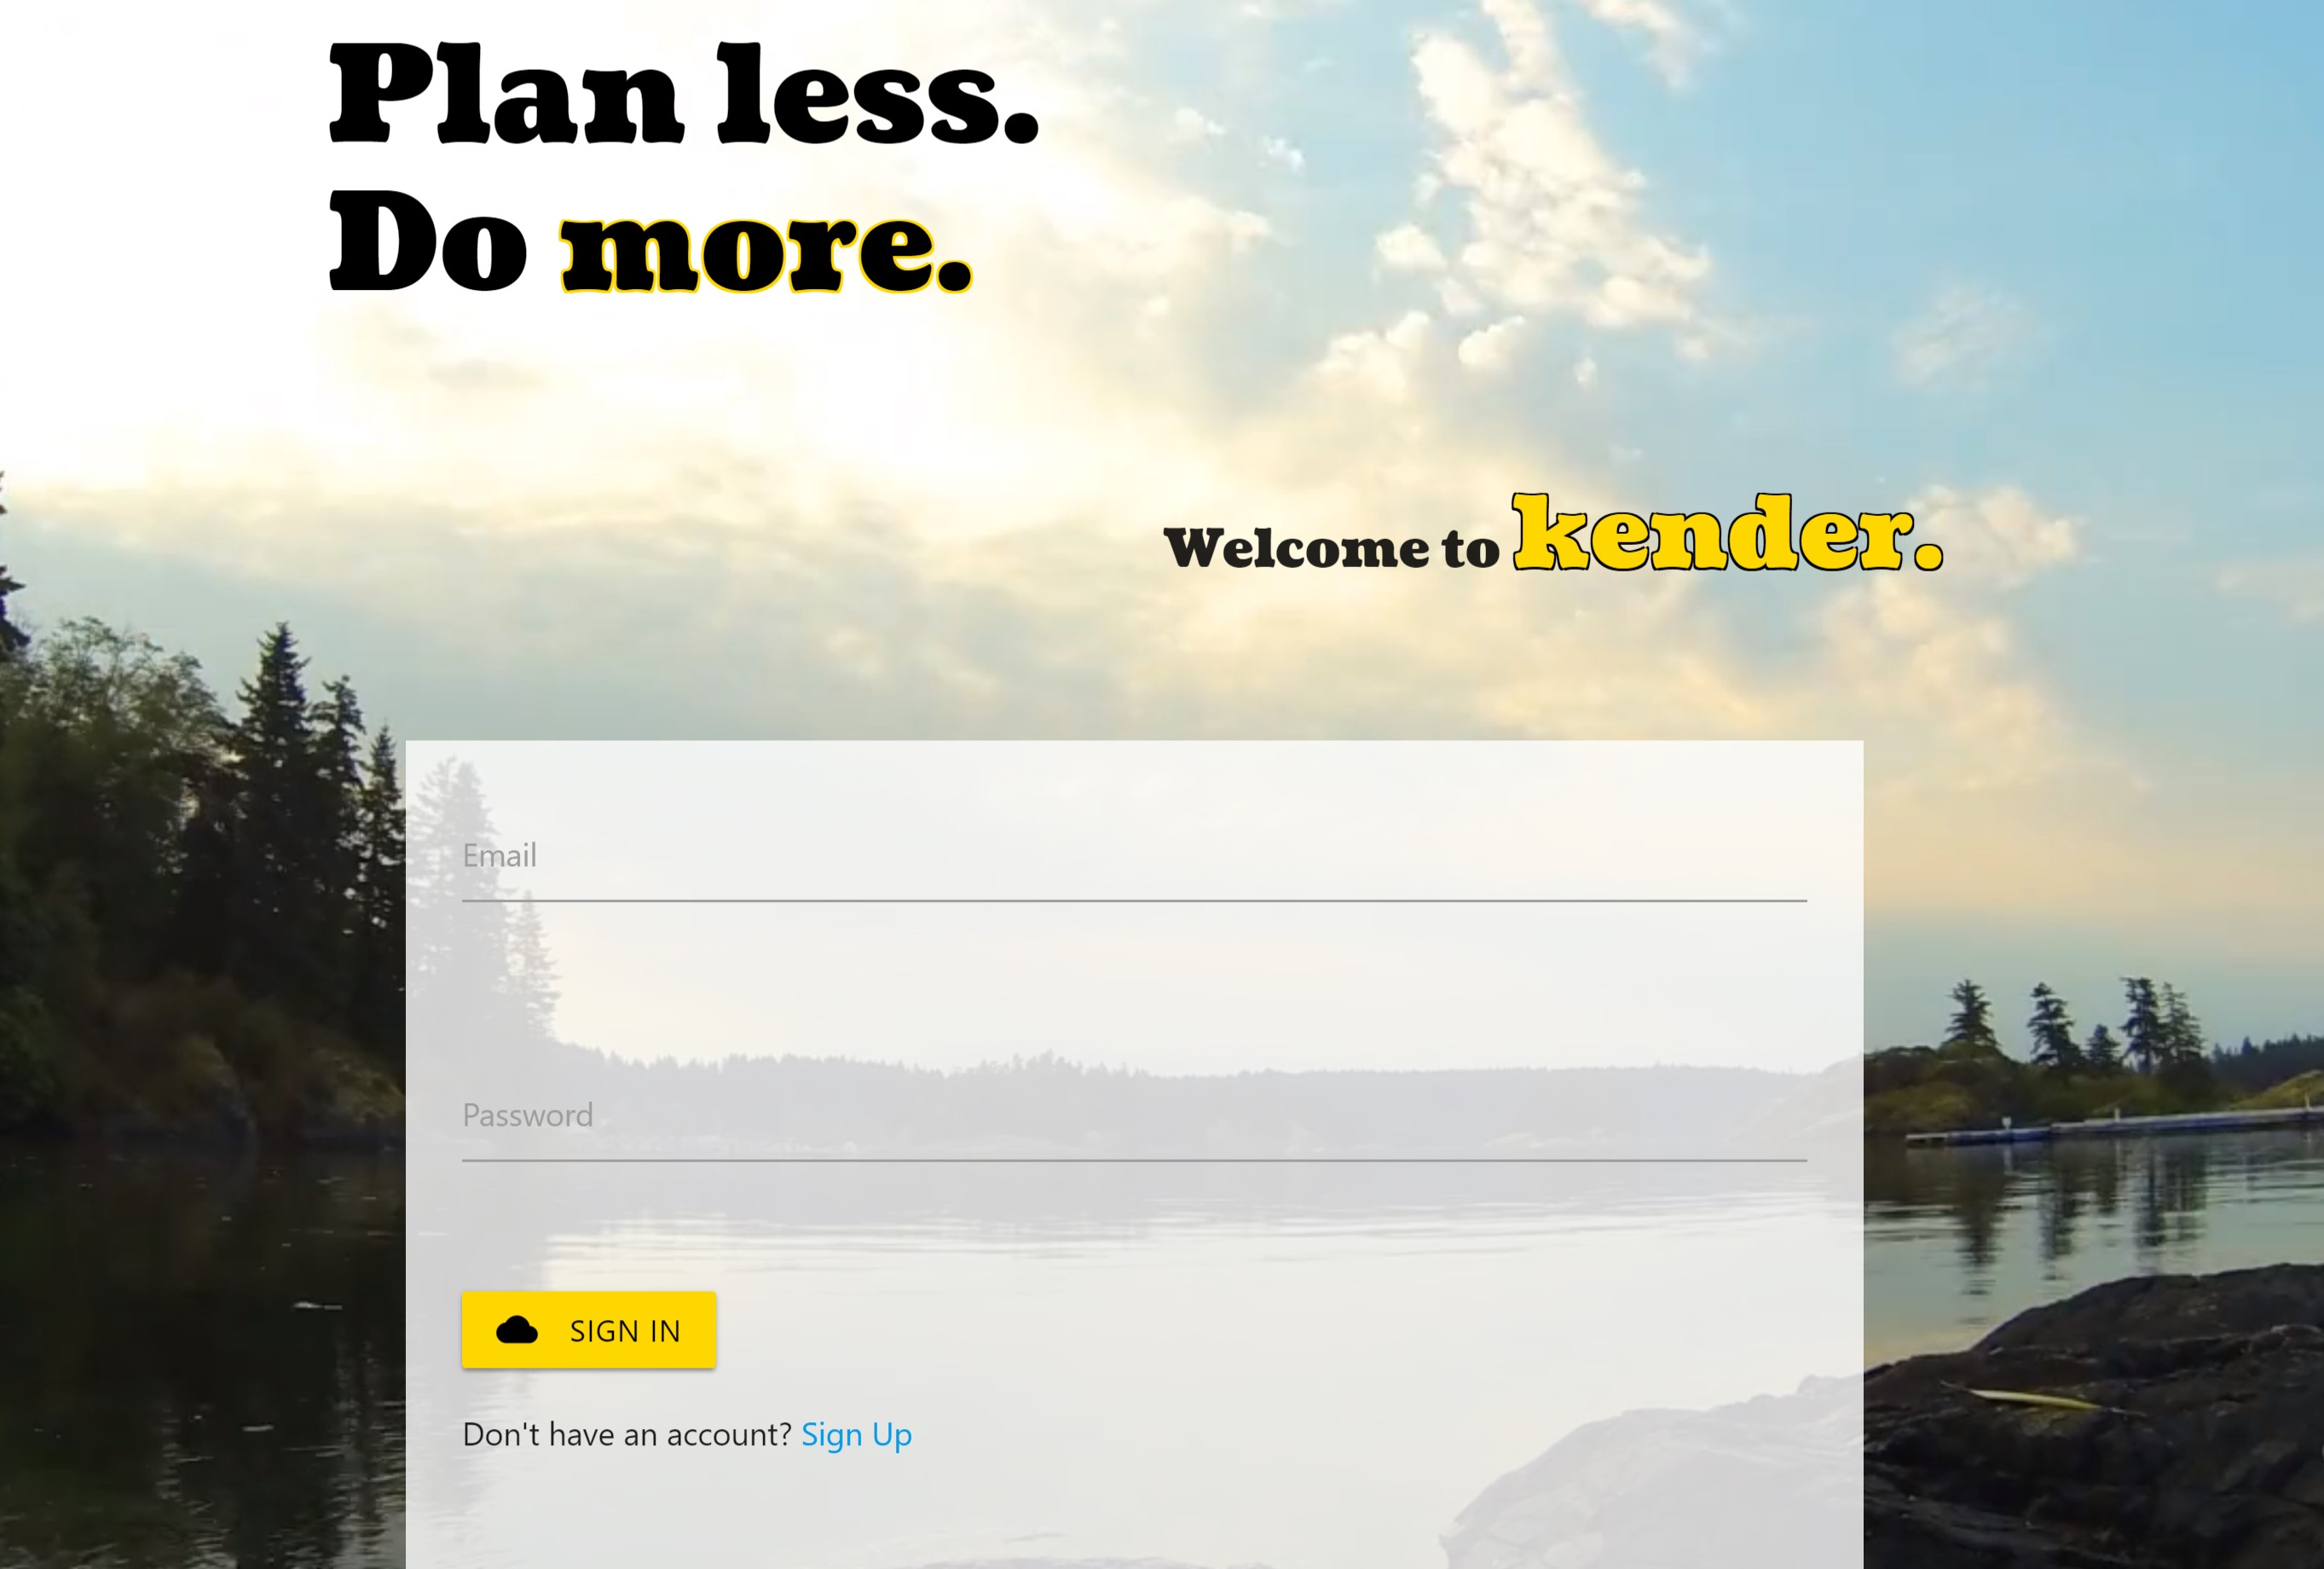 Plan less.
Do more.
Welcome to kender.
Email
Password
SIGN IN
Don't have an account? Sign Up